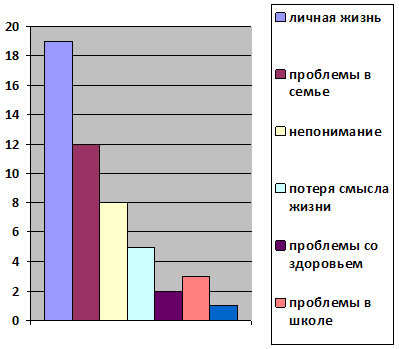 20
18
16
14
12
10
8
6
4
2
0
личная жизнь
проблемы в
семье
непонимание
потеря смысла
жизни
проблемы со
здоровьем
проблемы в
школе